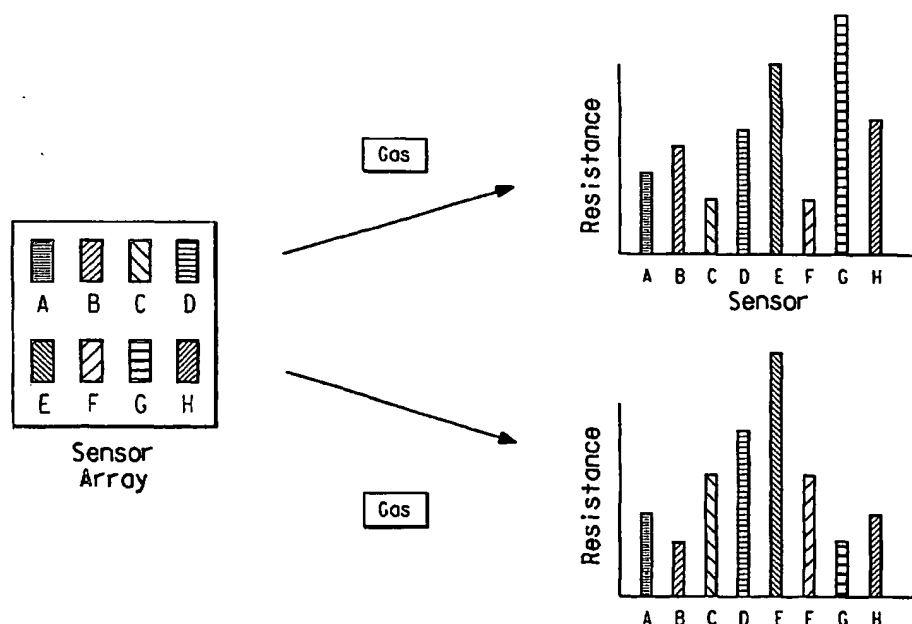 Gas
Resistance
A B C D E F G H
Sensor
A B C D
E F G H
Sensor
Array
Gas
Resistance
A B C D E F G H